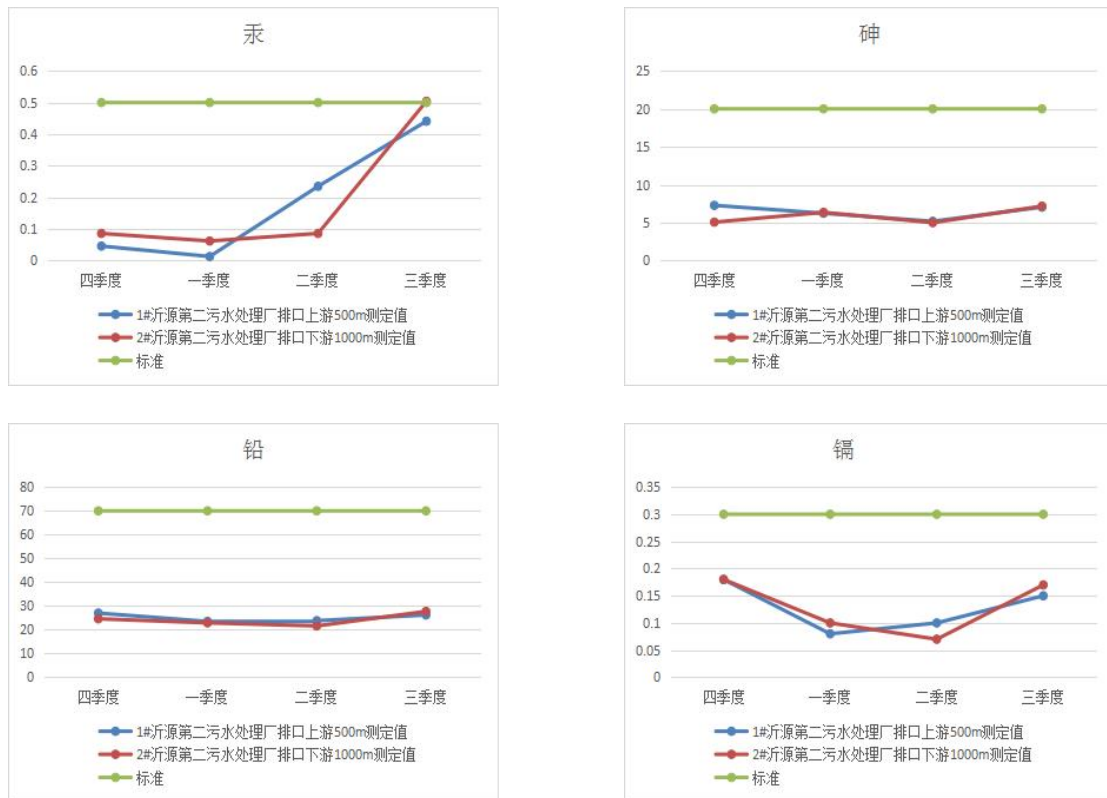 汞
0.6
0.5
0.4
0.3
0.2
0.1
0
四季度 一季度 二季度 三季度
1#沂源第二污水处理厂排口上游500m测定值
2#沂源第二污水处理厂排口下游1000m测定值
标准
砷
25
20
15
10
5
0
四季度 一季度 二季度 三季度
1#沂源第二污水处理厂排口上游500m测定值
2#沂源第二污水处理厂排口下游1000m测定值
标准
铅
80
70
60
50
40
30
20
10
0
四季度 一季度 二季度 三季度
1#沂源第二污水处理厂排口上游500m测定值
2#沂源第二污水处理厂排口下游1000m测定值
标准
镉
0.35
0.3
0.25
0.2
0.15
0.1
0.05
0
四季度 一季度 二季度 三季度
1#沂源第二污水处理厂排口上游500m测定值
2#沂源第二污水处理厂排口下游1000m测定值
标准